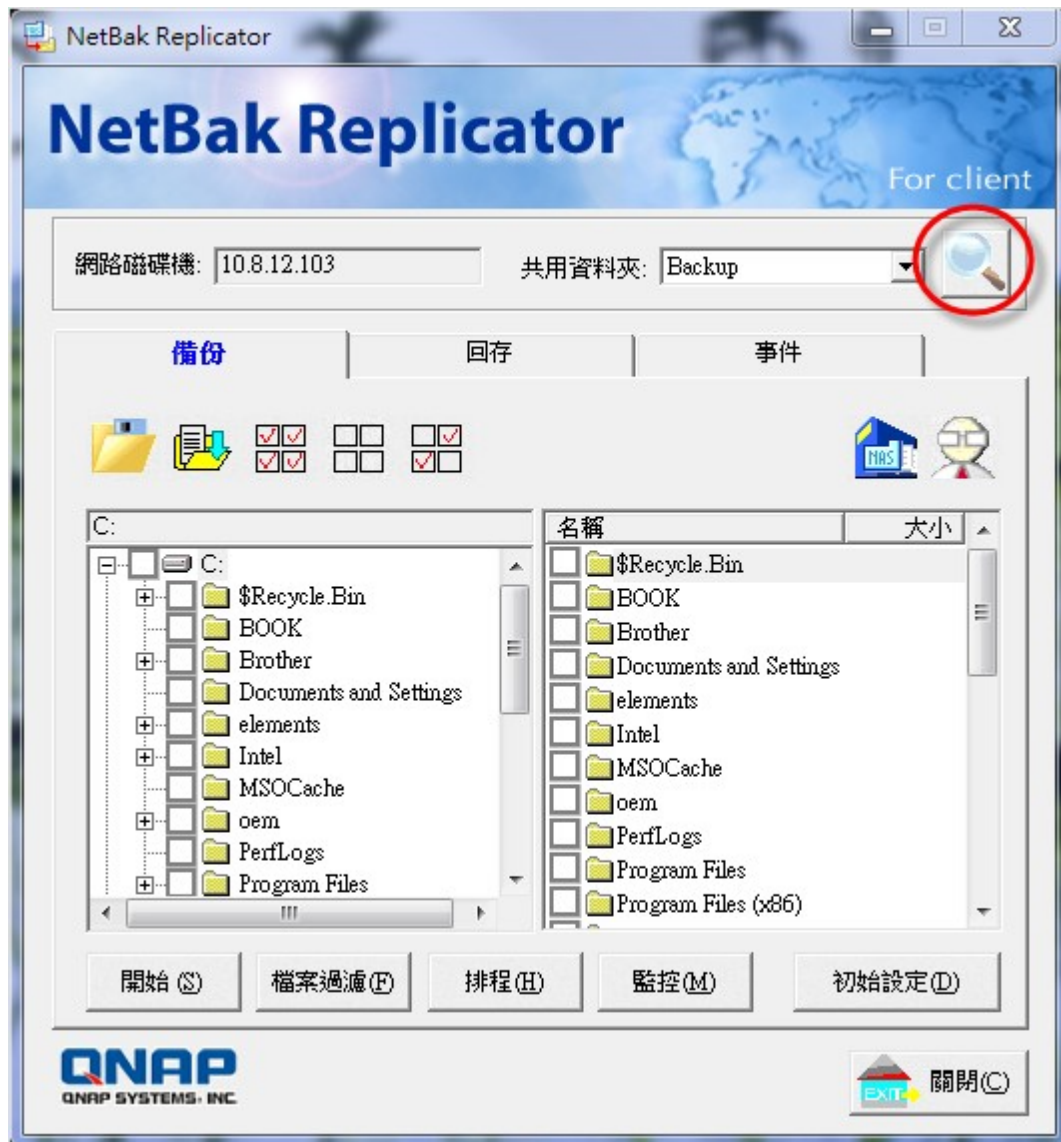 NetBak Replicator
NetBak Replicator
For client
網路磁碟機: 10.8.12.103 共用資料夾: Backup
備份 回存 事件
NAS
C:
C:
$Recycle.Bin
BOOK
Brother
Documents and Settings
elements
Intel
MSOCache
oem
PerfLogs
Program Files
名稱 大小
$Recycle.Bin
BOOK
Brother
Documents and Settings
elements
Intel
MSOCache
oem
PerfLogs
Program Files
Program Files (x86)
開始 (S) 檔案過濾(F) 排程(H) 監控(M) 初始設定(D)
QNAP
QNAP SYSTEMS, INC.
EXIT 關閉(C)